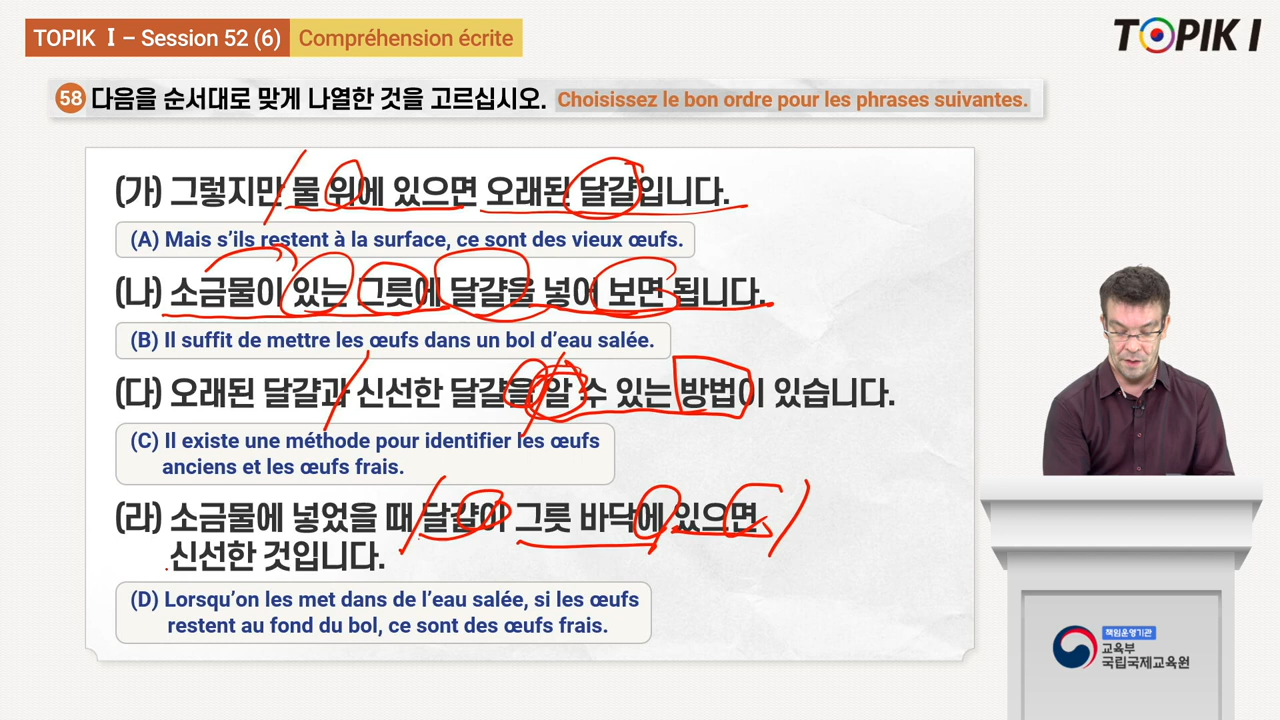 TOPIK Ⅰ – Session 52 (6) Compréhension écrite
TOPIK I
58 다음을 순서대로 맞게 나열한 것을 고르십시오. Choisissez le bon ordre pour les phrases suivantes.
(가) 그렇지만 물 위에 있으면 오래된 달걀입니다.
(A) Mais s’ils restent à la surface, ce sont des vieux œufs.
(나) 소금물이 있는 그릇에 달걀을 넣어 보면 됩니다.
(B) Il suffit de mettre les œufs dans un bol d’eau salée.
(다) 오래된 달걀과 신선한 달걀을 알 수 있는 방법이 있습니다.
(C) Il existe une méthode pour identifier les œufs
anciens et les œufs frais.
(라) 소금물에 넣었을 때 달걀이 그릇 바닥에 있으면
신선한 것입니다.
(D) Lorsqu’on les met dans de l’eau salée, si les œufs
restent au fond du bol, ce sont des œufs frais.
책임운영기관
교육부
국립국제교육원